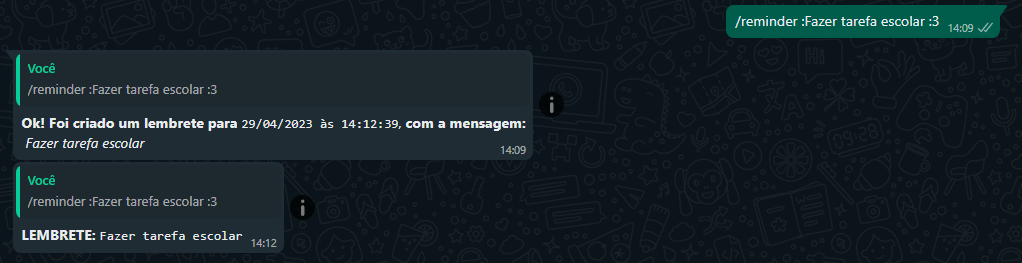 /reminder :Fazer tarefa escolar :3
14:09
Você
/reminder :Fazer tarefa escolar :3
Ok! Foi criado um lembrete para 29/04/2023 às 14:12:39, com a mensagem:
Fazer tarefa escolar
14:09
Você
/reminder :Fazer tarefa escolar :3
LEMBRETE: Fazer tarefa escolar
14:12